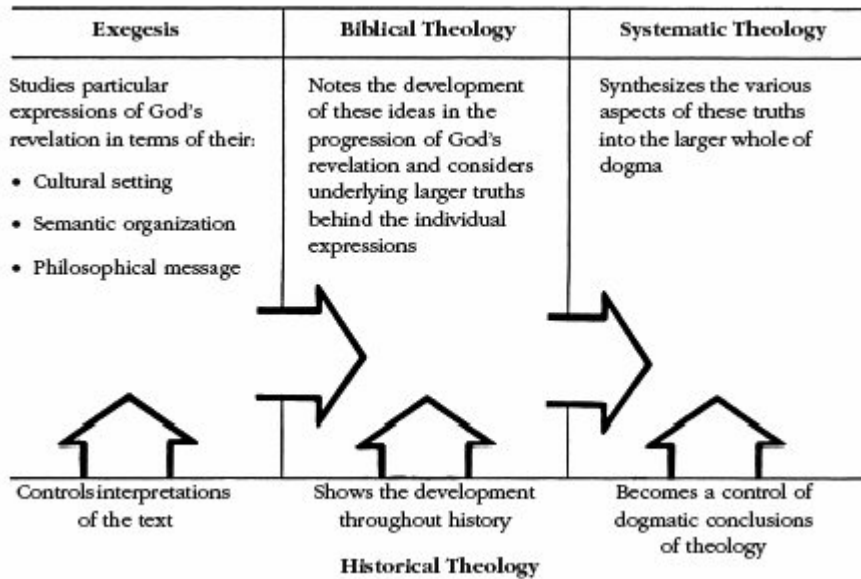 Exegesis
Biblical Theology
Systematic Theology
Studies particular
expressions of God's
revelation in terms of their:
• Cultural setting
• Semantic organization
• Philosophical message
Notes the development
of these ideas in the
progression of God's
revelation and considers
underlying larger truths
behind the individual
expressions
Synthesizes the various
aspects of these truths
into the larger whole of
dogma
Controls interpretations
of the text
Shows the development
throughout history
Becomes a control of
dogmatic conclusions
of theology
Historical Theology